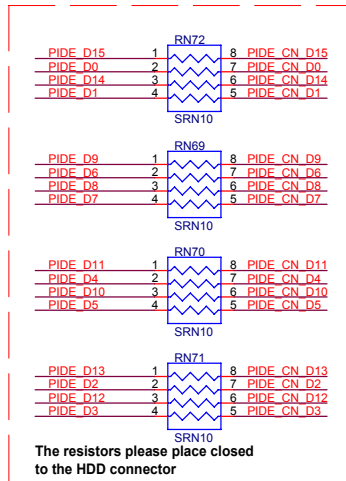 RN72
PIDE_D15 1 8 PIDE_CN_D15
PIDE_D0 2 7 PIDE_CN_D0
PIDE_D14 3 6 PIDE_CN_D14
PIDE_D1 4 5 PIDE_CN_D1
SRN10
RN69
PIDE_D9 1 8 PIDE_CN_D9
PIDE_D6 2 7 PIDE_CN_D6
PIDE_D8 3 6 PIDE_CN_D8
PIDE_D7 4 5 PIDE_CN_D7
SRN10
RN70
PIDE_D11 1 8 PIDE_CN_D11
PIDE_D4 2 7 PIDE_CN_D4
PIDE_D10 3 6 PIDE_CN_D10
PIDE_D5 4 5 PIDE_CN_D5
SRN10
RN71
PIDE_D13 1 8 PIDE_CN_D13
PIDE_D2 2 7 PIDE_CN_D2
PIDE_D12 3 6 PIDE_CN_D12
PIDE_D3 4 5 PIDE_CN_D3
SRN10
The resistors please place closed
to the HDD connector